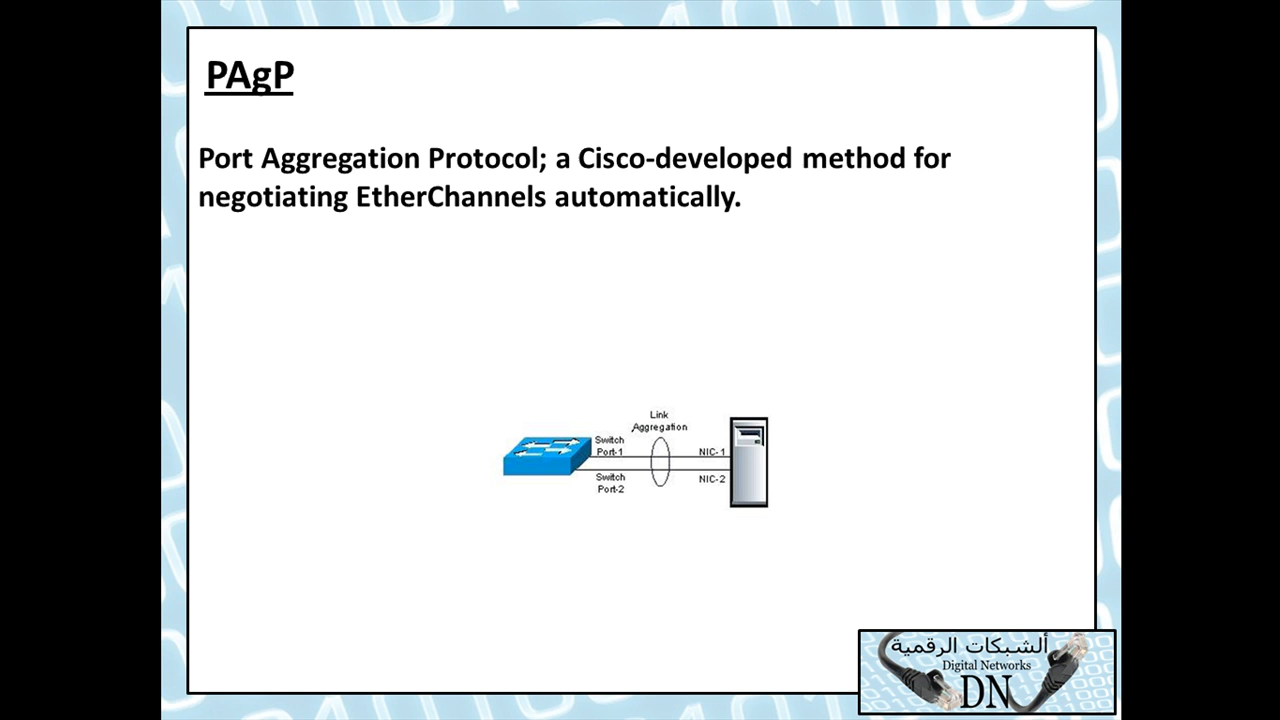 PAgP
Port Aggregation Protocol; a Cisco-developed method for
negotiating EtherChannels automatically.
Link
Aggregation
Switch
Port-1
NIC-1
Switch
Port-2
NIC-2
ألشبكات الرقمية
Digital Networks
DN